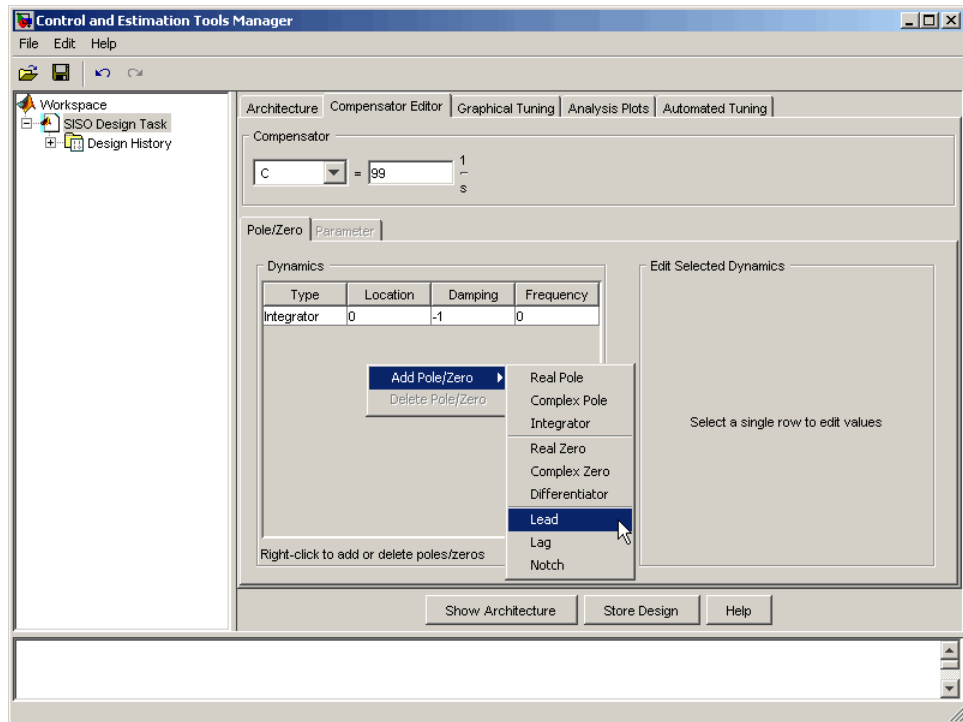 Control and Estimation Tools Manager
File Edit Help
Workspace
SISO Design Task
Design History
Architecture Compensator Editor Graphical Tuning Analysis Plots Automated Tuning
Compensator
C = 99 1
s
Pole/Zero Parameter
Dynamics
Type Location Damping Frequency
Integrator 0 -1 0
Add Pole/Zero
Delete Pole/Zero
Real Pole
Complex Pole
Integrator
Real Zero
Complex Zero
Differentiator
Lead
Lag
Notch
Right-click to add or delete poles/zeros
Edit Selected Dynamics
Select a single row to edit values
Show Architecture Store Design Help